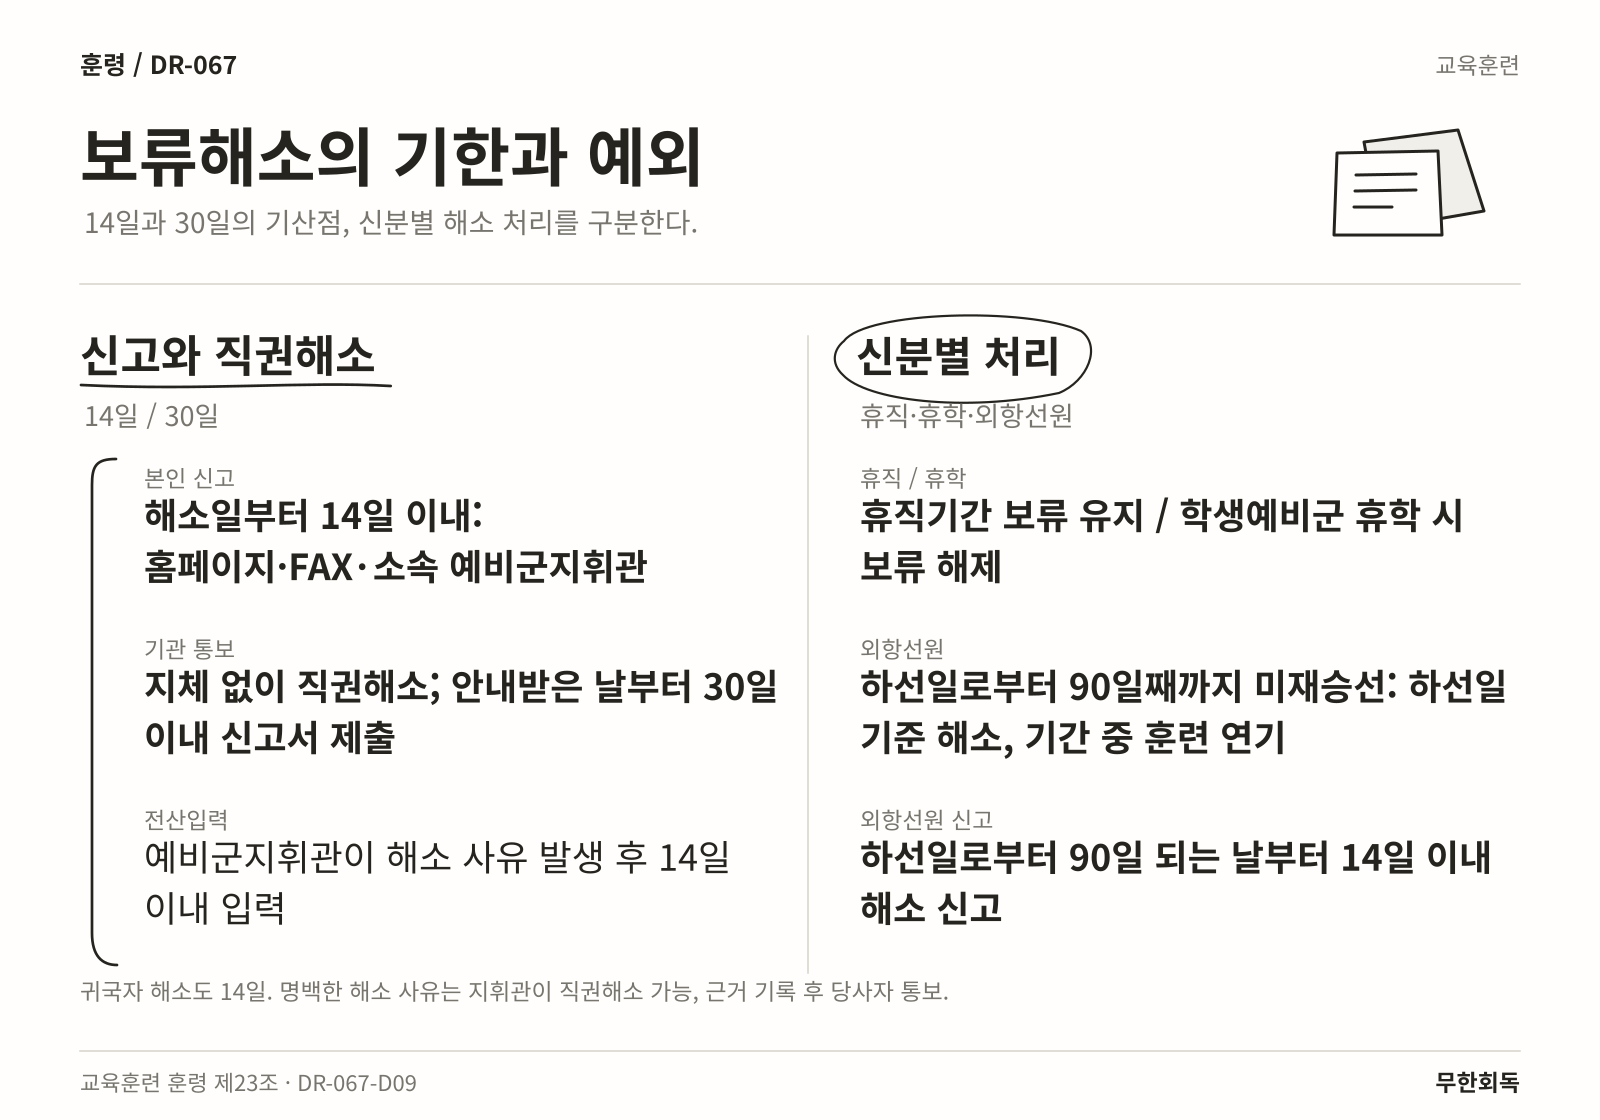 훈령 / DR-067
교육훈련
보류해소의 기한과 예외
14일과 30일의 기산점, 신분별 해소 처리를 구분한다.
신고와 직권해소
14일 / 30일
본인 신고
해소일부터 14일 이내:
홈페이지·FAX·소속 예비군지휘관
기관 통보
지체 없이 직권해소; 안내받은 날부터 30일
이내 신고서 제출
전산입력
예비군지휘관이 해소 사유 발생 후 14일
이내 입력
신분별 처리
휴직·휴학·외항선원
휴직 / 휴학
휴직기간 보류 유지 / 학생예비군 휴학 시
보류 해제
외항선원
하선일로부터 90일째까지 미재승선: 하선일
기준 해소, 기간 중 훈련 연기
외항선원 신고
하선일로부터 90일 되는 날부터 14일 이내
해소 신고
귀국자 해소도 14일. 명백한 해소 사유는 지휘관이 직권해소 가능, 근거 기록 후 당사자 통보.
교육훈련 훈령 제23조 · DR-067-D09
무한회독